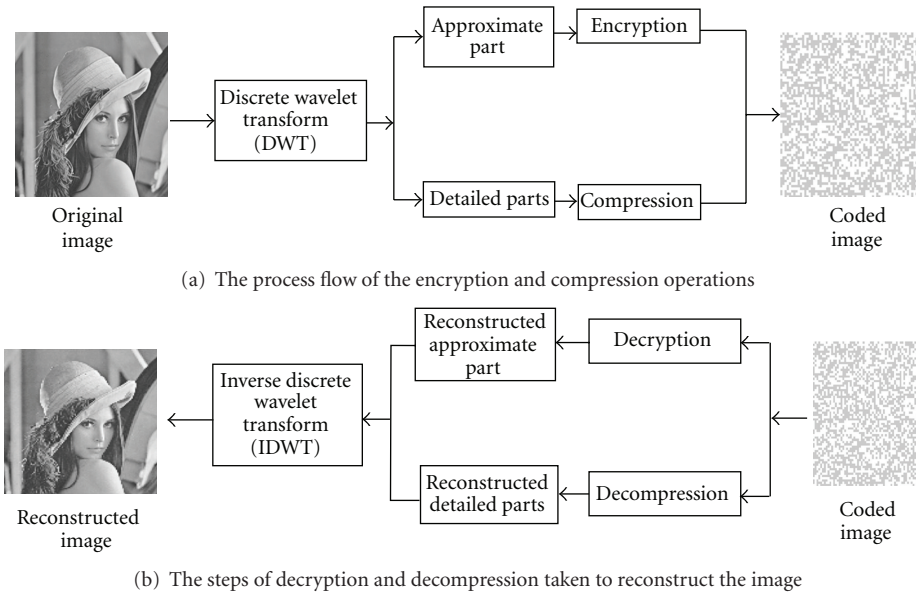 Original
image
Discrete wavelet
transform
(DWT)
Approximate
part
Encryption
Detailed parts
Compression
Coded
image
(a) The process flow of the encryption and compression operations
Reconstructed
image
Inverse discrete
wavelet
transform
(IDWT)
Reconstructed
approximate
part
Decryption
Reconstructed
detailed parts
Decompression
Coded
image
(b) The steps of decryption and decompression taken to reconstruct the image